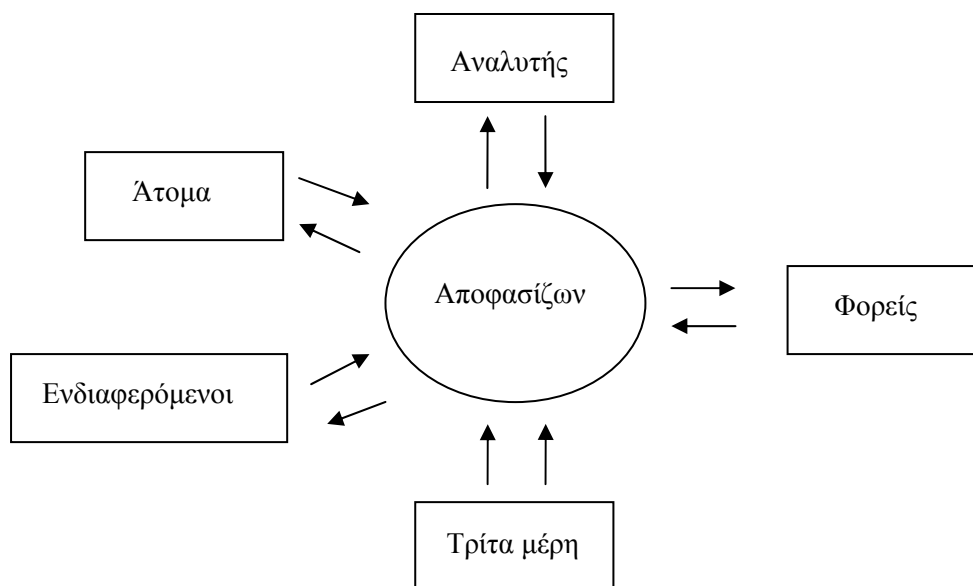 Αναλυτής
Άτομα
Αποφασίζων
Φορείς
Ενδιαφερόμενοι
Τρίτα μέρη